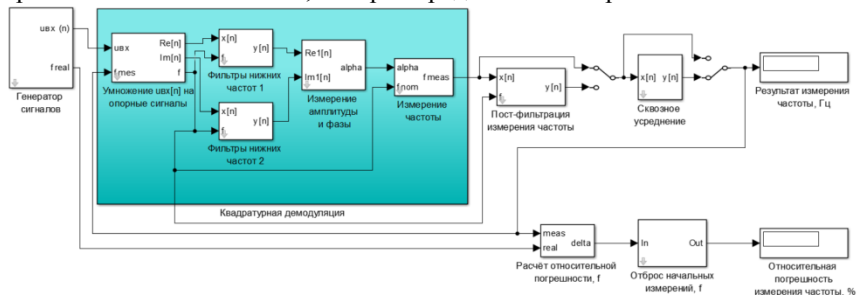 uвх (n)
f real
Генератор
сигналов
uвх
f mes
Re[n]
Im[n]
f
Умножение uвх[n] на
опорные сигналы
x[n]
f
y [n]
Фильтры нижних
частот 1
x[n]
f
y [n]
Фильтры нижних
частот 2
Re1[n]
Im1[n]
alpha
Измерение
амплитуды
и фазы
alpha
f nom
f meas
Измерение
частоты
Квадратурная демодуляция
x[n]
f
y [n]
Пост-фильтрация
измерения частоты
x[n]
y [n]
Сквозное
усреднение
Результат измерения
частоты, Гц
meas
real
delta
Расчёт относительной
погрешности, f
In
Out
Отброс начальных
измерений, f
Относительная
погрешность
измерения частоты, %